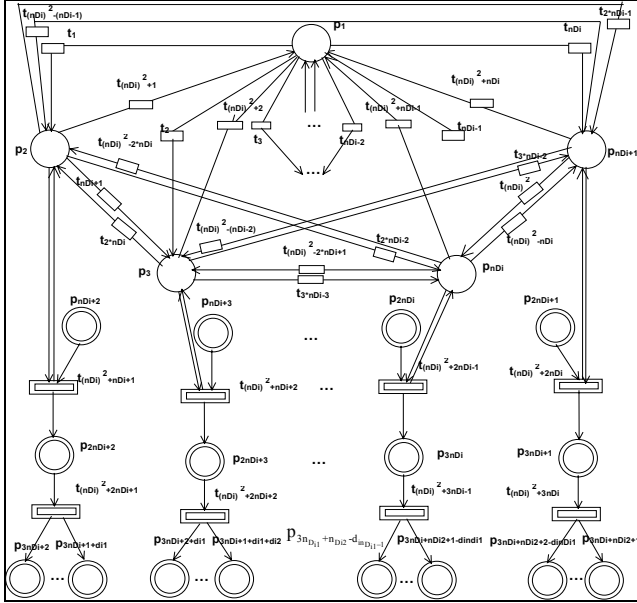 t(nDi)²-(nDi-1)
t2*nDi-1
p1
t1
tnDi
t(nDi)²+1
t(nDi)²+2
t(nDi)²+nDi-1
t(nDi)²+nDi
t2
t3
...
tnDi-2
tnDi-1
p2
t(nDi)²-2*nDi
t3*nDi-2
pnDi+1
...
tnDi+1
t(nDi)²
t2*nDi
t(nDi)²-(nDi-2)
t2*nDi-2
t(nDi)²-nDi
t(nDi)²-2*nDi+1
p3
pnDi
t3*nDi-3
pnDi+2
pnDi+3
p2nDi
p2nDi+1
...
t(nDi)²+nDi+1
t(nDi)²+nDi+2
...
t(nDi)²+2nDi-1
t(nDi)²+2nDi
p2nDi+2
p2nDi+3
...
p3nDi
p3nDi+1
t(nDi)²+2nDi+1
t(nDi)²+2nDi+2
t(nDi)²+3nDi-1
t(nDi)²+3nDi
p3nDi+2
p3nDi+1+di1
p3nDi+2+di1
p3nDi+1+di1+di2
p3nDi1+nDi2-dinDi1-1
p3nDi+nDi2+1-dindi1
p3nDi+nDi2+2-dinDi1
p3nDi+nDi2+1
...
...
...
...